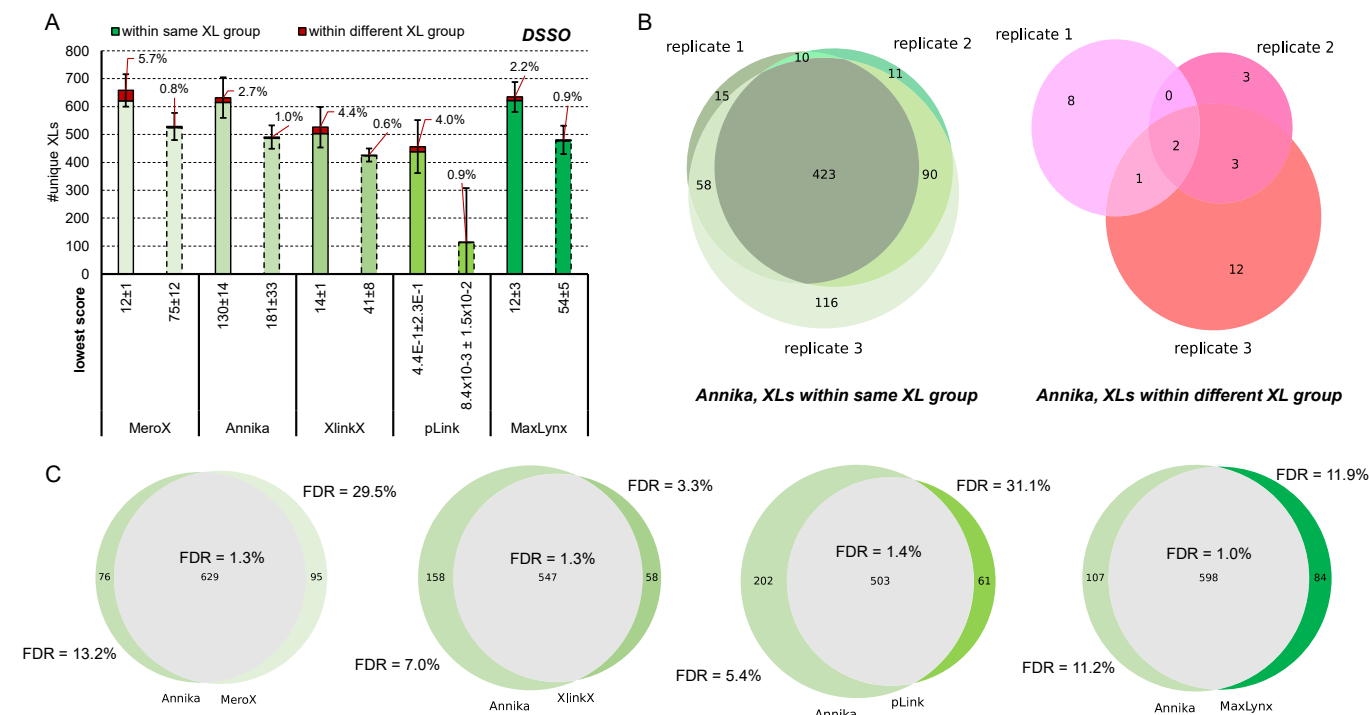 A
within same XL group
within different XL group
DSSO
#unique XLs
800
700
600
500
400
300
200
100
0
5.7%
0.8%
2.7%
1.0%
4.4%
0.6%
4.0%
0.9%
2.2%
0.9%
lowest score
12±1
75±12
130±14
181±33
14±1
41±8
4.4E-1±2.3E-1
8.4x10-3 ± 1.5x10-2
12±3
54±5
MeroX
Annika
XlinkX
pLink
MaxLynx
B
replicate 1
replicate 2
10
11
15
58
423
90
116
replicate 3
Annika, XLs within same XL group
replicate 1
replicate 2
8
0
3
2
1
3
12
replicate 3
Annika, XLs within different XL group
C
FDR = 29.5%
FDR = 1.3%
76
629
95
FDR = 13.2%
Annika
MeroX
FDR = 3.3%
FDR = 1.3%
158
547
58
FDR = 7.0%
Annika
XlinkX
FDR = 31.1%
FDR = 1.4%
202
503
61
FDR = 5.4%
Annika
pLink
FDR = 11.9%
FDR = 1.0%
107
598
84
FDR = 11.2%
Annika
MaxLynx